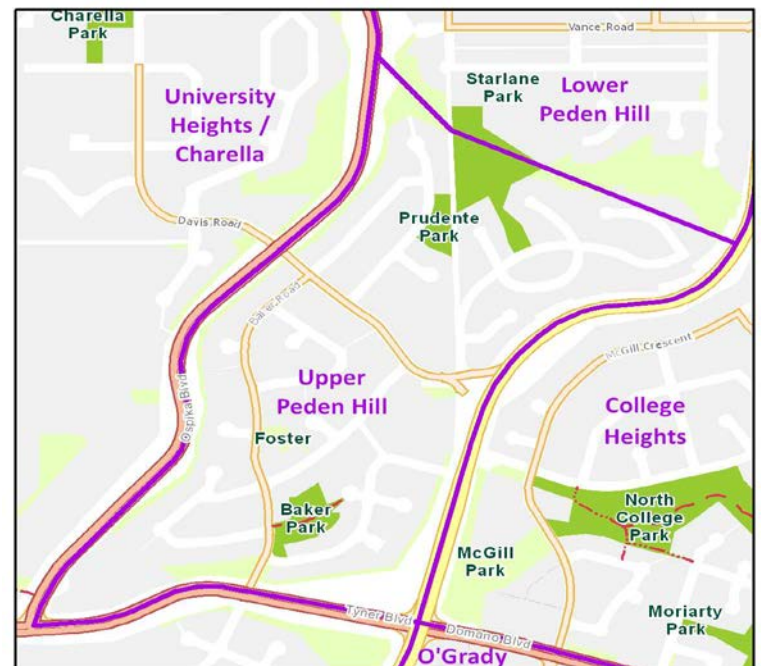 Charella
Park
Vance Road
Starlane
Park
Lower
Peden Hill
University
Heights /
Charella
Prudente
Park
Davis Road
Baker Road
McGill Crescent
Upper
Peden Hill
Ospika Blvd
College
Heights
Foster
Baker
Park
North
College
Park
McGill
Park
Moriarty
Park
Tyner Blvd
Domano Blvd
O'Grady